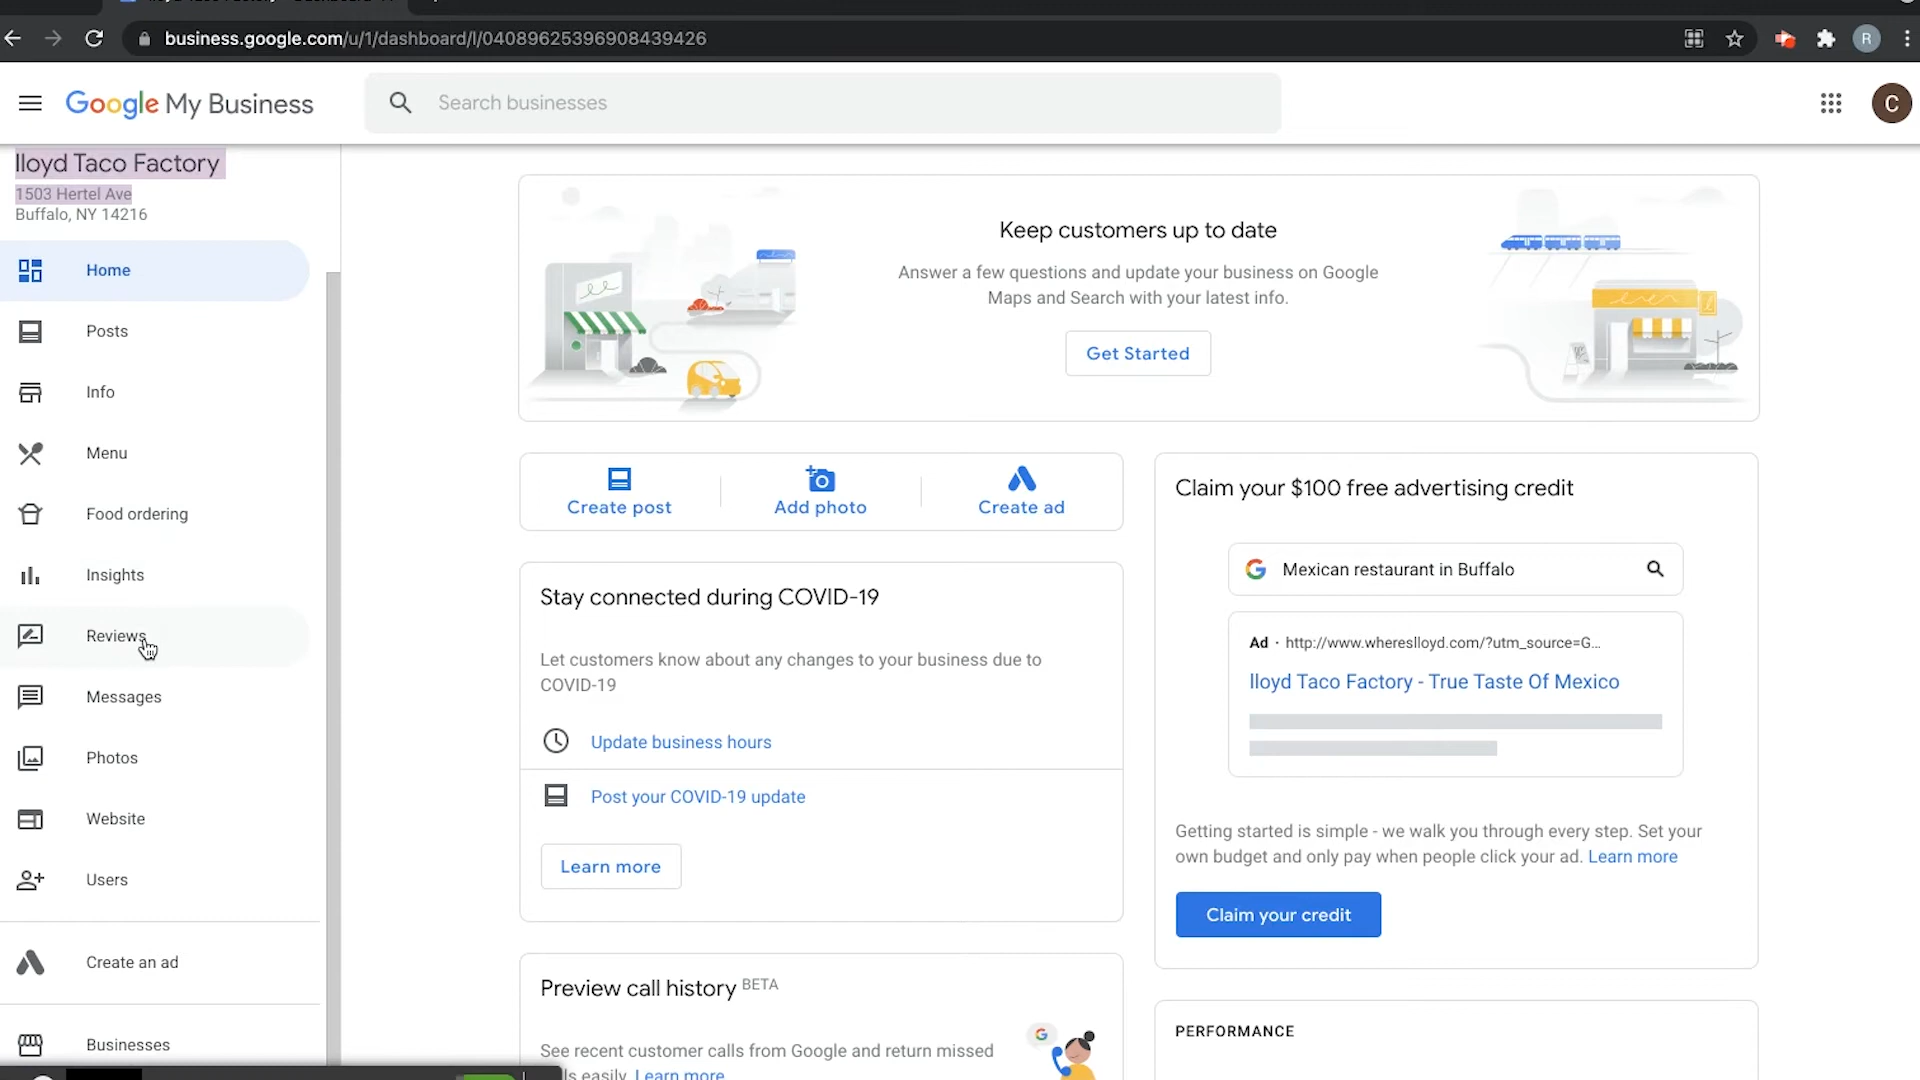 business.google.com/u/1/dashboard/l/04089625396908439426
R
Google My Business
Search businesses
C
lloyd Taco Factory
1503 Hertel Ave
Buffalo, NY 14216
Home
Posts
Info
Menu
Food ordering
Insights
Reviews
Messages
Photos
Website
Users
Create an ad
Businesses
Keep customers up to date
Answer a few questions and update your business on Google
Maps and Search with your latest info.
Get Started
Create post
Add photo
Create ad
Stay connected during COVID-19
Let customers know about any changes to your business due to
COVID-19
Update business hours
Post your COVID-19 update
Learn more
Preview call history BETA
See recent customer calls from Google and return missed
easily. Learn more
Claim your $100 free advertising credit
Mexican restaurant in Buffalo
Ad · http://www.whereslloyd.com/?utm_source=G...
lloyd Taco Factory - True Taste Of Mexico
Getting started is simple - we walk you through every step. Set your
own budget and only pay when people click your ad. Learn more
Claim your credit
PERFORMANCE